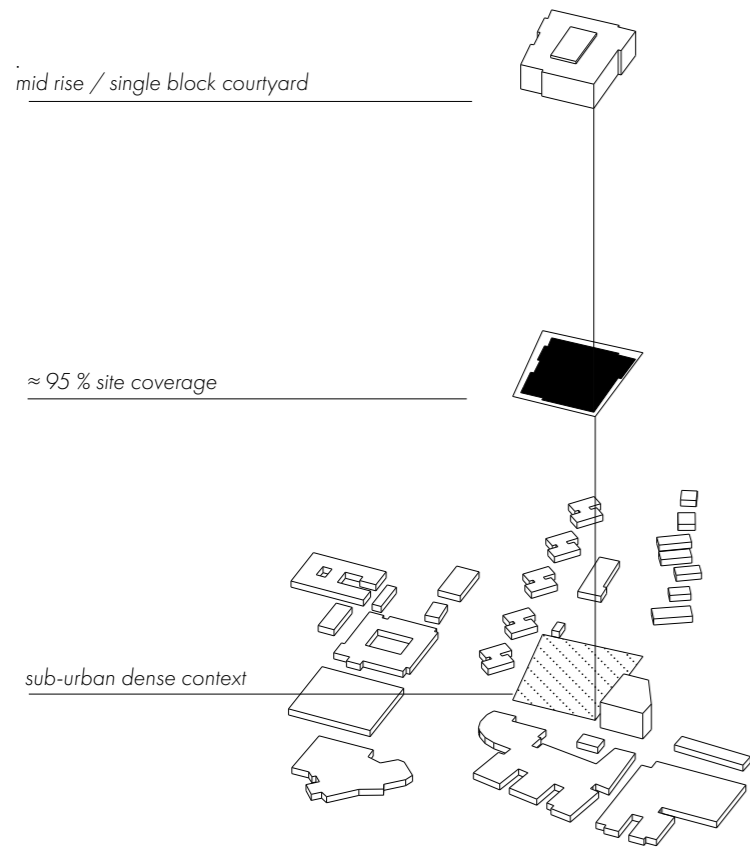 .
mid rise / single block courtyard
≈ 95 % site coverage
sub-urban dense context